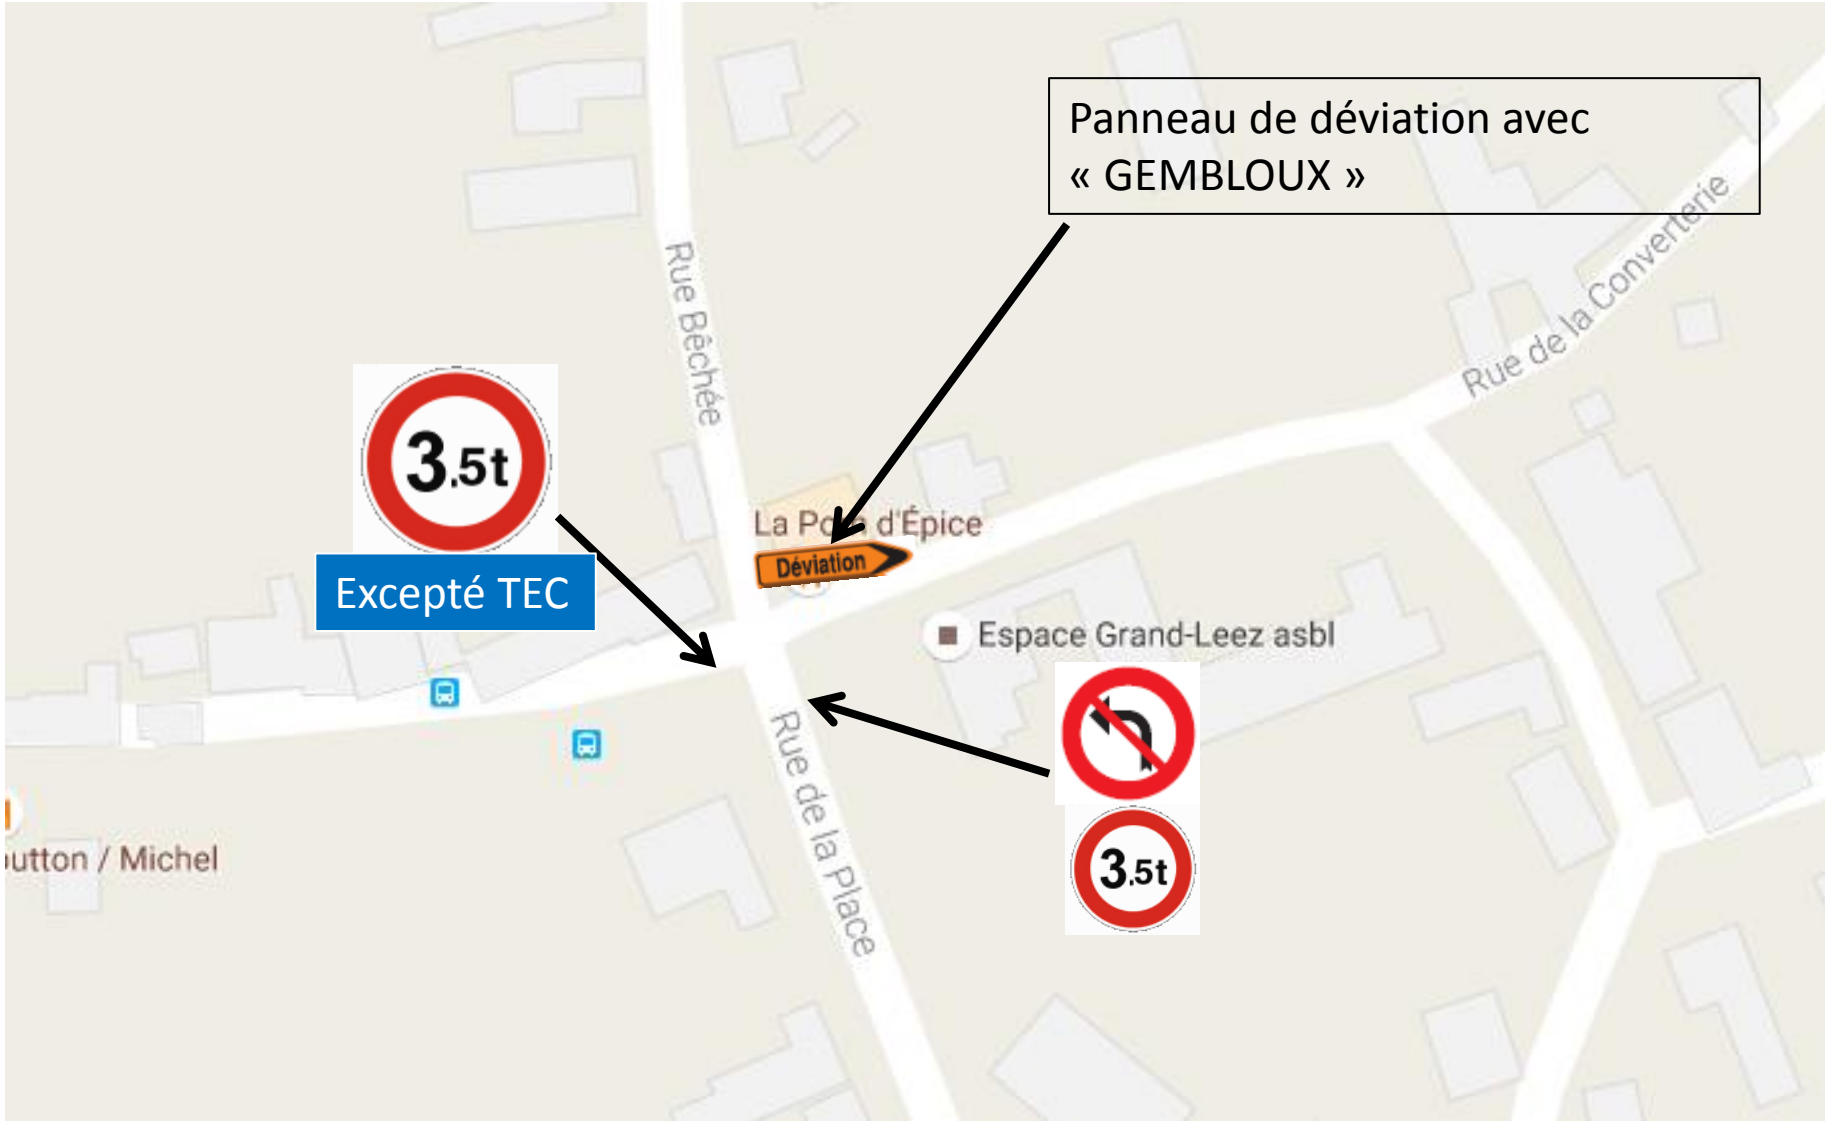 Panneau de déviation avec
« GEMBLOUX »
Rue Bêchée
Rue de la Converterie
3.5t
Excepté TEC
La Pom d'Épice
Déviation
Espace Grand-Leez asbl
Rue de la Place
3.5t
utton / Michel